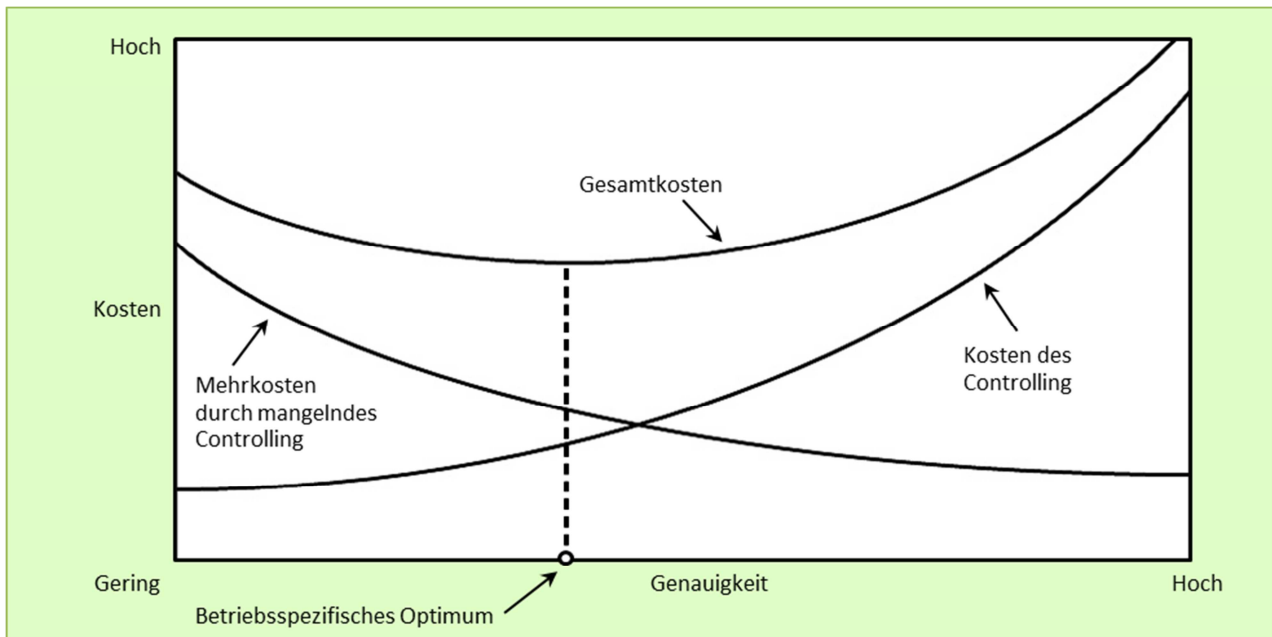 Hoch
Gesamtkosten
Kosten
Kosten des
Controlling
Mehrkosten
durch mangelndes
Controlling
Gering
Genauigkeit
Hoch
Betriebsspezifisches Optimum